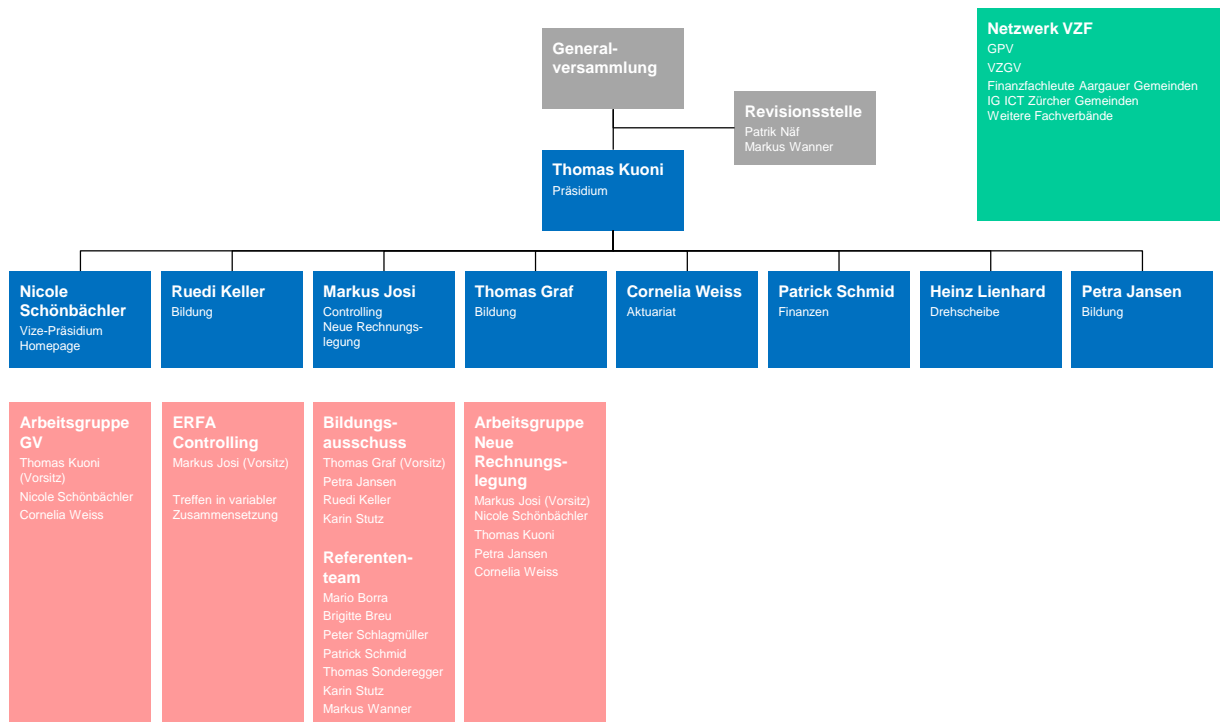 General-
versammlung
Revisionsstelle
Patrik Näf
Markus Wanner
Netzwerk VZF
GPV
VZGV
Finanzfachleute Aargauer Gemeinden
IG ICT Zürcher Gemeinden
Weitere Fachverbände
Thomas Kuoni
Präsidium
Nicole
Schönbächler
Vize-Präsidium
Homepage
Ruedi Keller
Bildung
Markus Josi
Controlling
Neue Rechnungs-
legung
Thomas Graf
Bildung
Cornelia Weiss
Aktuariat
Patrick Schmid
Finanzen
Heinz Lienhard
Drehscheibe
Petra Jansen
Bildung
Arbeitsgruppe
GV
Thomas Kuoni
(Vorsitz)
Nicole Schönbächler
Cornelia Weiss
ERFA
Controlling
Markus Josi (Vorsitz)
Treffen in variabler
Zusammensetzung
Bildungs-
ausschuss
Thomas Graf (Vorsitz)
Petra Jansen
Ruedi Keller
Karin Stutz
Referenten-
team
Mario Borra
Brigitte Breu
Peter Schlagmüller
Patrick Schmid
Thomas Sonderegger
Karin Stutz
Markus Wanner
Arbeitsgruppe
Neue
Rechnungs-
legung
Markus Josi (Vorsitz)
Nicole Schönbächler
Thomas Kuoni
Petra Jansen
Cornelia Weiss